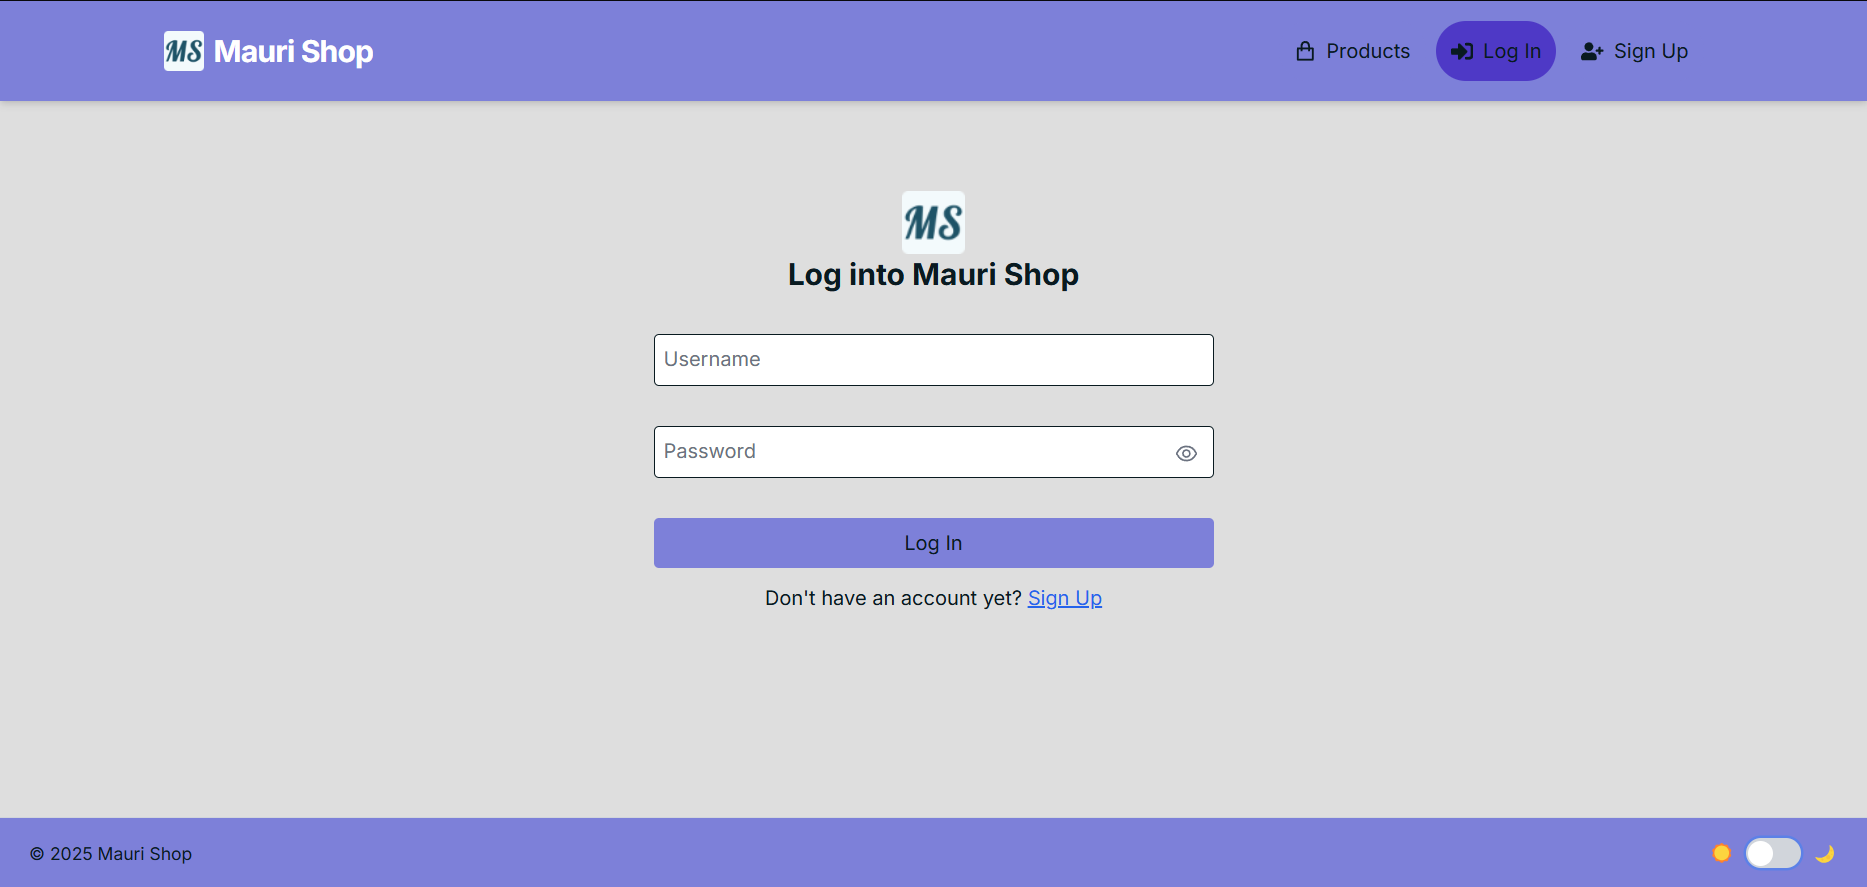 MS Mauri Shop
Products
Log In
Sign Up
MS
Log into Mauri Shop
Username
Password
Log In
Don't have an account yet? Sign Up
© 2025 Mauri Shop